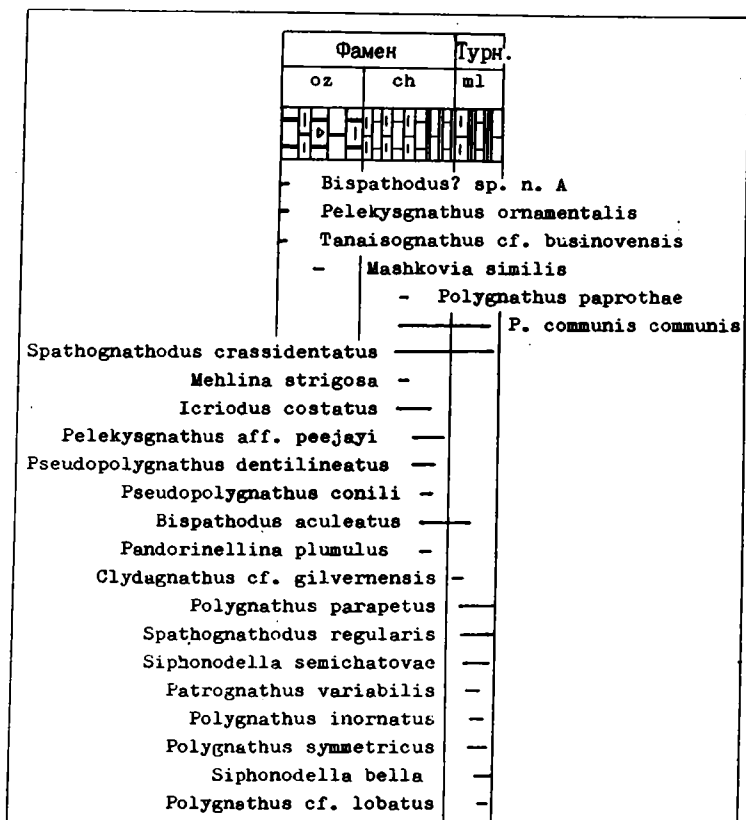 Фамен Турн.
oz ch ml
Bispathodus? sp. n. A
Pelekysgnathus ornamentalis
Tanaisognathus cf. businovensis
Mashkovia similis
Polygnathus paprothae
P. communis communis
Spathognathodus crassidentatus
Mehlina strigosa
Icriodus costatus
Pelekysgnathus aff. peejayi
Pseudopolygnathus dentilineatus
Pseudopolygnathus conili
Bispathodus aculeatus
Pandorinellina plumulus
Clydagnathus cf. gilvernensis
Polygnathus parapetus
Spathognathodus regularis
Siphonodella semichatovae
Patrognathus variabilis
Polygnathus inornatus
Polygnathus symmetricus
Siphonodella bella
Polygnathus cf. lobatus